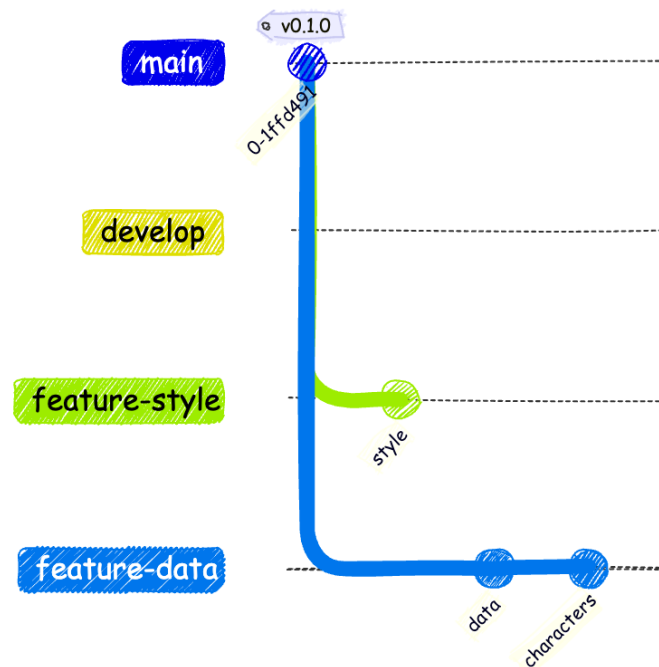 v0.1.0
main
0-1ffd491
develop
feature-style
style
feature-data
data
characters